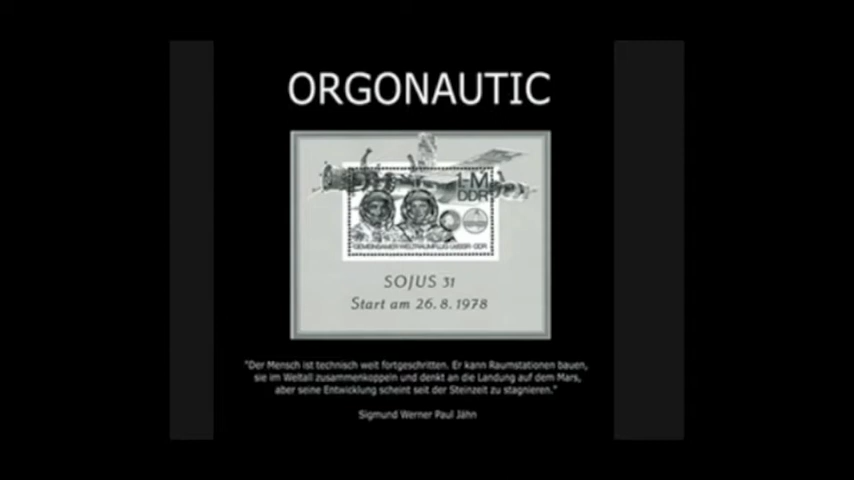 ORGONAUTIC
1-M
DDR
GEMEINSAMER WELTRAUMFLUG UdSSR-DDR
SOJUS 31
Start am 26. 8. 1978
"Der Mensch ist technisch weit fortgeschritten. Er kann Raumstationen bauen,
sie im Weltall zusammenkoppeln und denkt an die Landung auf dem Mars,
aber seine Entwicklung scheint seit der Steinzeit zu stagnieren."
Sigmund Werner Paul Jähn